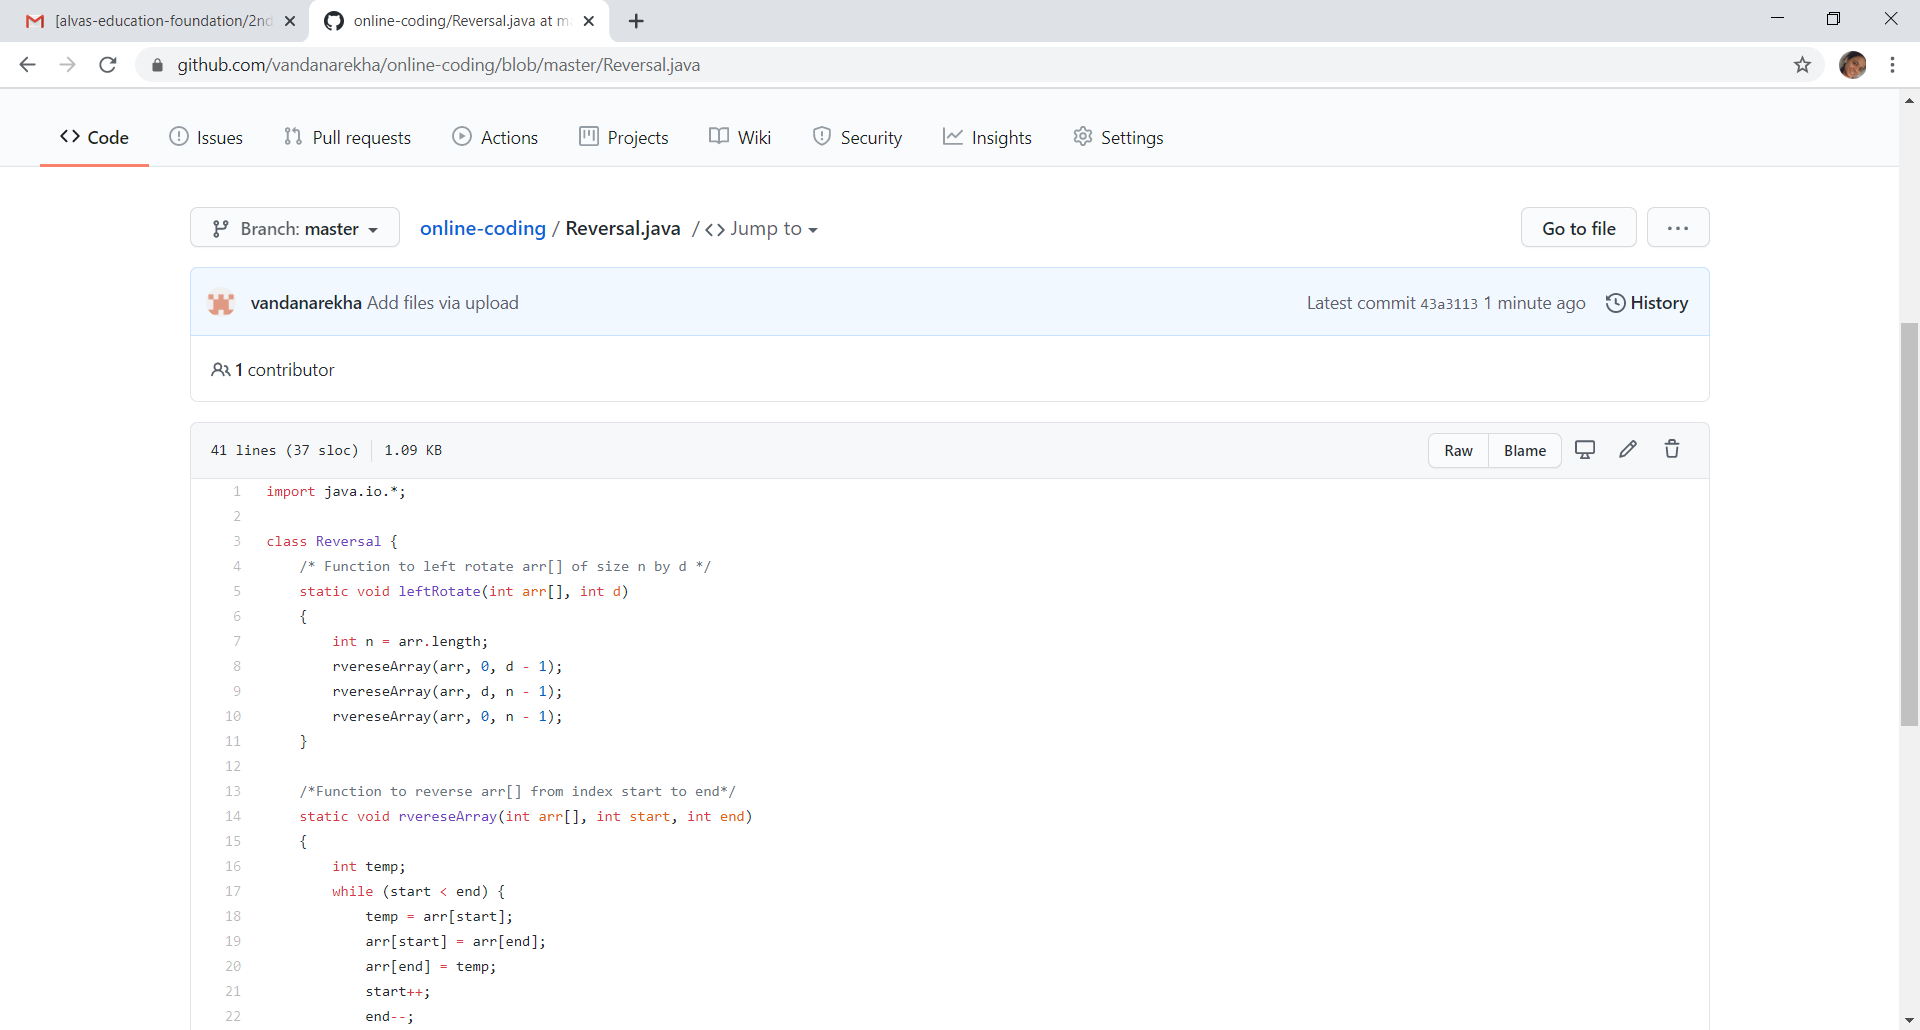 [alvas-education-foundation/2nd
online-coding/Reversal.java at m
github.com/vandanarekha/online-coding/blob/master/Reversal.java
Code Issues Pull requests Actions Projects Wiki Security Insights Settings
Branch: master online-coding / Reversal.java / <> Jump to Go to file ...
vandanarekha Add files via upload Latest commit 43a3113 1 minute ago History
1 contributor
41 lines (37 sloc) 1.09 KB Raw Blame
1 import java.io.*;
2
3 class Reversal {
4 /* Function to left rotate arr[] of size n by d */
5 static void leftRotate(int arr[], int d)
6 {
7 int n = arr.length;
8 rvereseArray(arr, 0, d - 1);
9 rvereseArray(arr, d, n - 1);
10 rvereseArray(arr, 0, n - 1);
11 }
12
13 /*Function to reverse arr[] from index start to end*/
14 static void rvereseArray(int arr[], int start, int end)
15 {
16 int temp;
17 while (start < end) {
18 temp = arr[start];
19 arr[start] = arr[end];
20 arr[end] = temp;
21 start++;
22 end--;